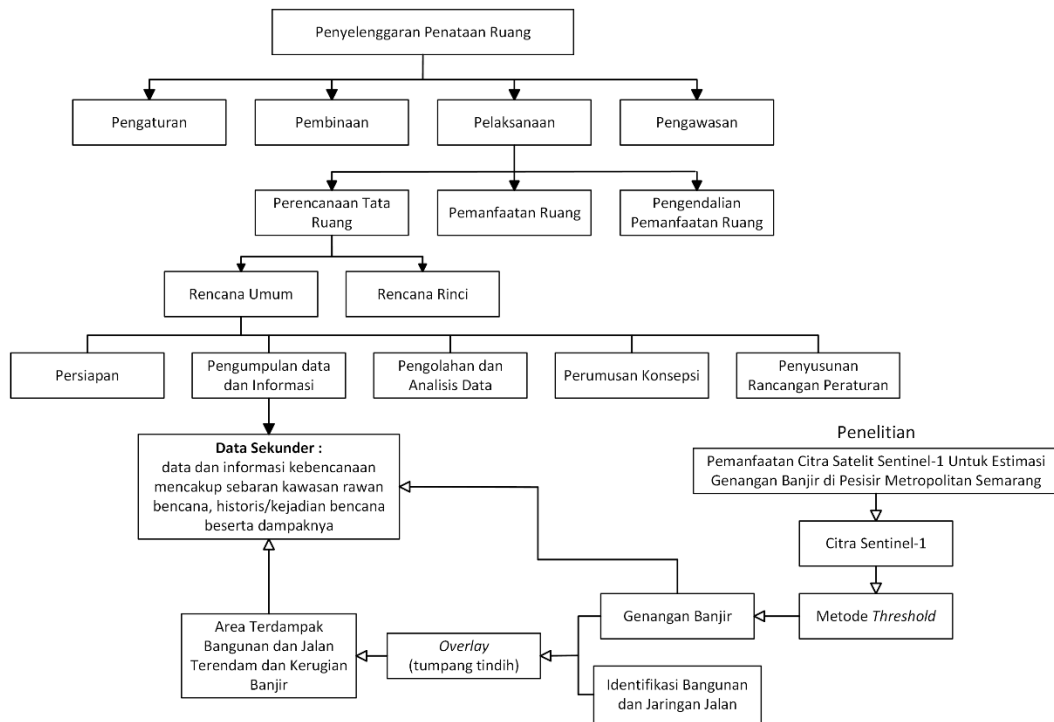 Penyelenggaran Penataan Ruang
Pengaturan
Pembinaan
Pelaksanaan
Pengawasan
Perencanaan Tata
Ruang
Pemanfaatan Ruang
Pengendalian
Pemanfaatan Ruang
Rencana Umum
Rencana Rinci
Persiapan
Pengumpulan data
dan Informasi
Pengolahan dan
Analisis Data
Perumusan Konsepsi
Penyusunan
Rancangan Peraturan
Data Sekunder :
data dan informasi kebencanaan
mencakup sebaran kawasan rawan
bencana, historis/kejadian bencana
beserta dampaknya
Penelitian
Pemanfaatan Citra Satelit Sentinel-1 Untuk Estimasi
Genangan Banjir di Pesisir Metropolitan Semarang
Citra Sentinel-1
Metode Threshold
Genangan Banjir
Identifikasi Bangunan
dan Jaringan Jalan
Overlay
(tumpang tindih)
Area Terdampak
Bangunan dan Jalan
Terendam dan Kerugian
Banjir